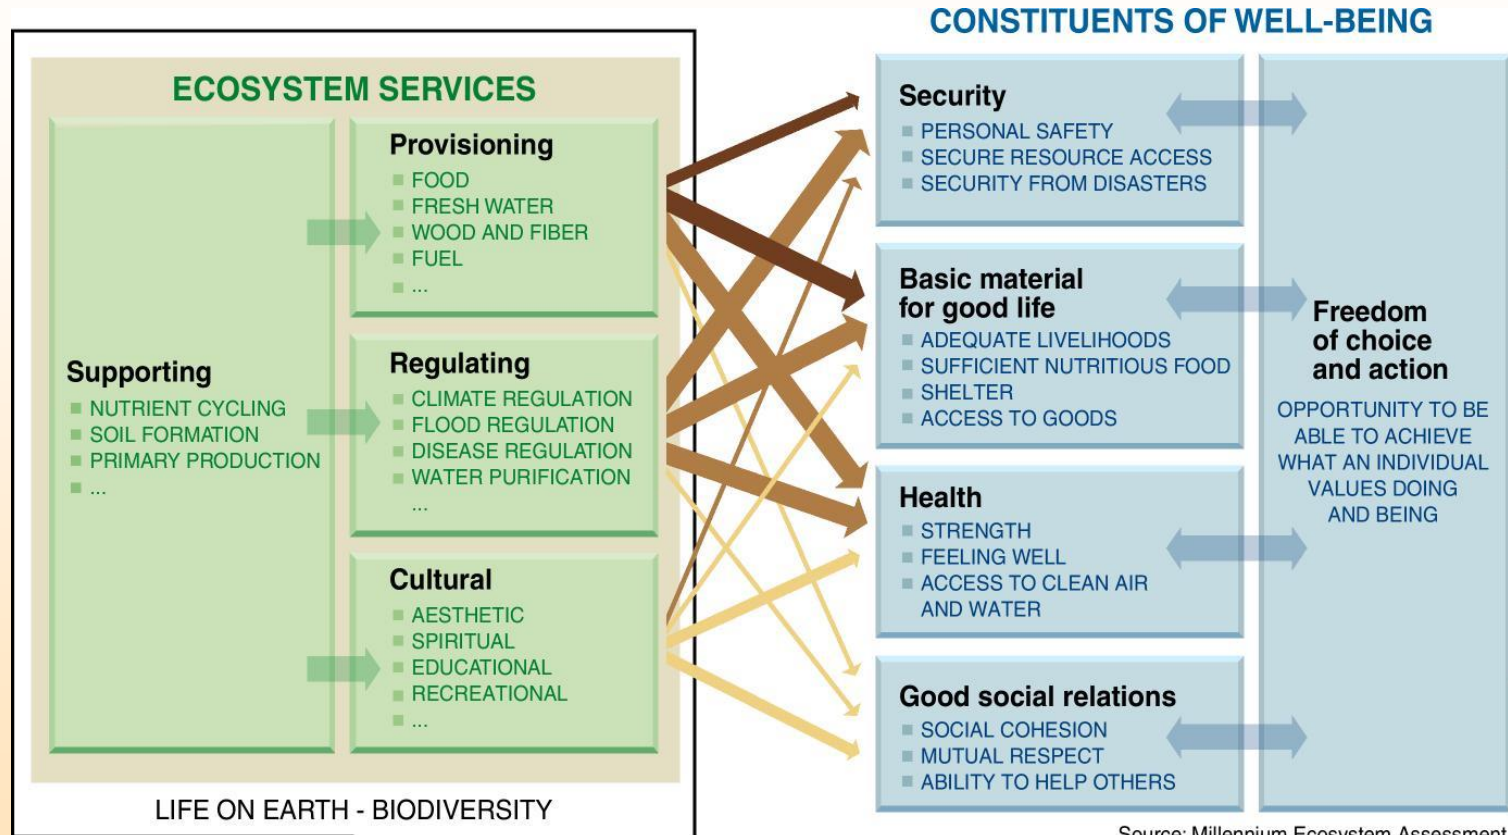 CONSTITUENTS OF WELL-BEING
ECOSYSTEM SERVICES
Supporting
■ NUTRIENT CYCLING
■ SOIL FORMATION
■ PRIMARY PRODUCTION
■ ...
Provisioning
■ FOOD
■ FRESH WATER
■ WOOD AND FIBER
■ FUEL
■ ...
Regulating
■ CLIMATE REGULATION
■ FLOOD REGULATION
■ DISEASE REGULATION
■ WATER PURIFICATION
...
Cultural
■ AESTHETIC
■ SPIRITUAL
■ EDUCATIONAL
■ RECREATIONAL
■ ...
LIFE ON EARTH - BIODIVERSITY
Security
■ PERSONAL SAFETY
■ SECURE RESOURCE ACCESS
■ SECURITY FROM DISASTERS
Basic material
for good life
■ ADEQUATE LIVELIHOODS
■ SUFFICIENT NUTRITIOUS FOOD
■ SHELTER
■ ACCESS TO GOODS
Health
■ STRENGTH
■ FEELING WELL
■ ACCESS TO CLEAN AIR
AND WATER
Good social relations
■ SOCIAL COHESION
■ MUTUAL RESPECT
■ ABILITY TO HELP OTHERS
Freedom
of choice
and action
OPPORTUNITY TO BE
ABLE TO ACHIEVE
WHAT AN INDIVIDUAL
VALUES DOING
AND BEING
Source: Millennium Ecosystem Assessment